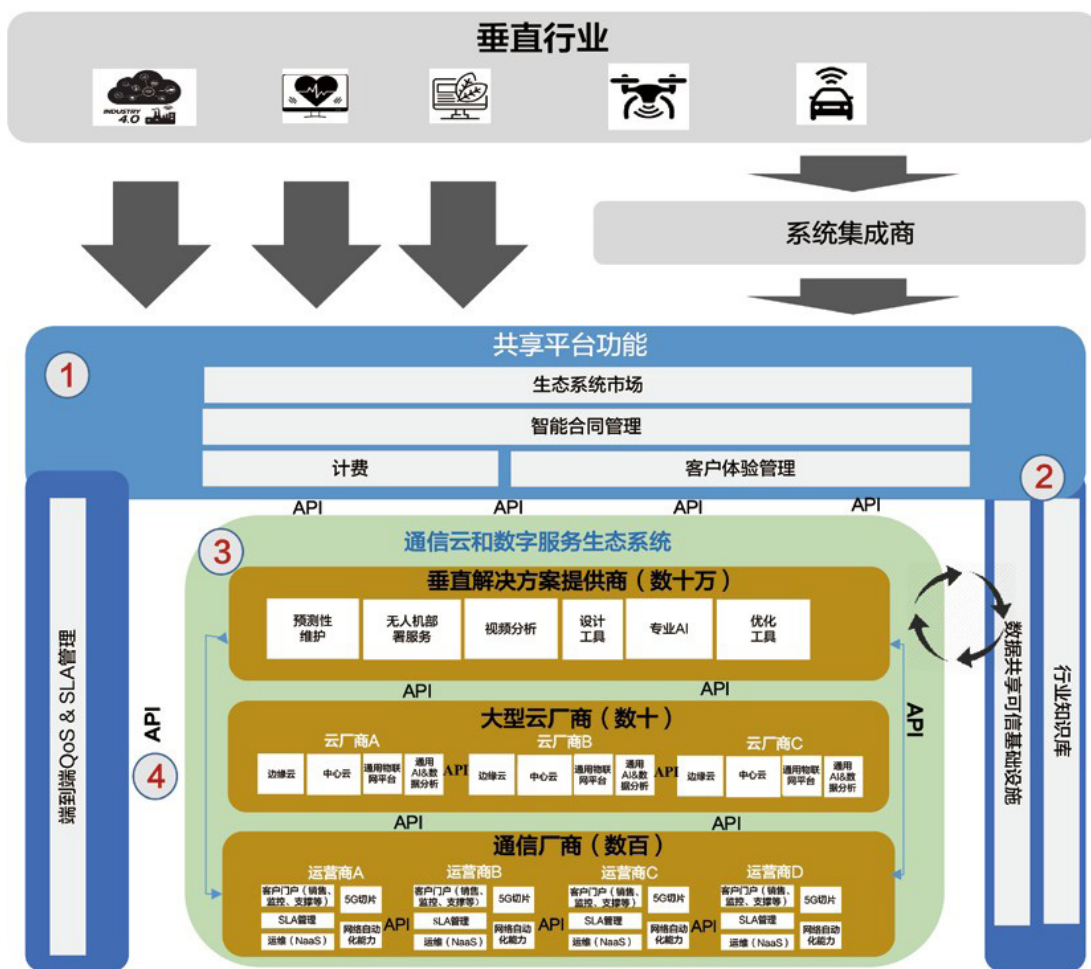 垂直行业
INDUSTRY
4.0
系统集成商
共享平台功能
1
生态系统市场
智能合同管理
计费
客户体验管理
2
API
API
API
API
3
通信云和数字服务生态系统
垂直解决方案提供商（数十万）
预测性
维护
无人机部
署服务
视频分析
设计
工具
专业AI
优化
工具
API
API
大型云厂商（数十）
云厂商A
云厂商B
云厂商C
边缘云
中心云
通用物联
网平台
通用
AI&数
据分析
API
边缘云
中心云
通用物联
网平台
通用
AI&数
据分析
API
边缘云
中心云
通用物联
网平台
通用
AI&数
据分析
API
API
通信厂商（数百）
运营商A
运营商B
运营商C
运营商D
客户门户（销售、
监控、支撑等）
5G切片
SLA管理
运维（NaaS）
网络自动
化能力
API
客户门户（销售、
监控、支撑等）
5G切片
SLA管理
运维（NaaS）
网络自动
化能力
API
客户门户（销售、
监控、支撑等）
5G切片
SLA管理
运维（NaaS）
网络自动
化能力
API
客户门户（销售、
监控、支撑等）
5G切片
SLA管理
运维（NaaS）
网络自动
化能力
端到端QoS & SLA管理
API
4
API
数据共享可信基础设施
行业知识库